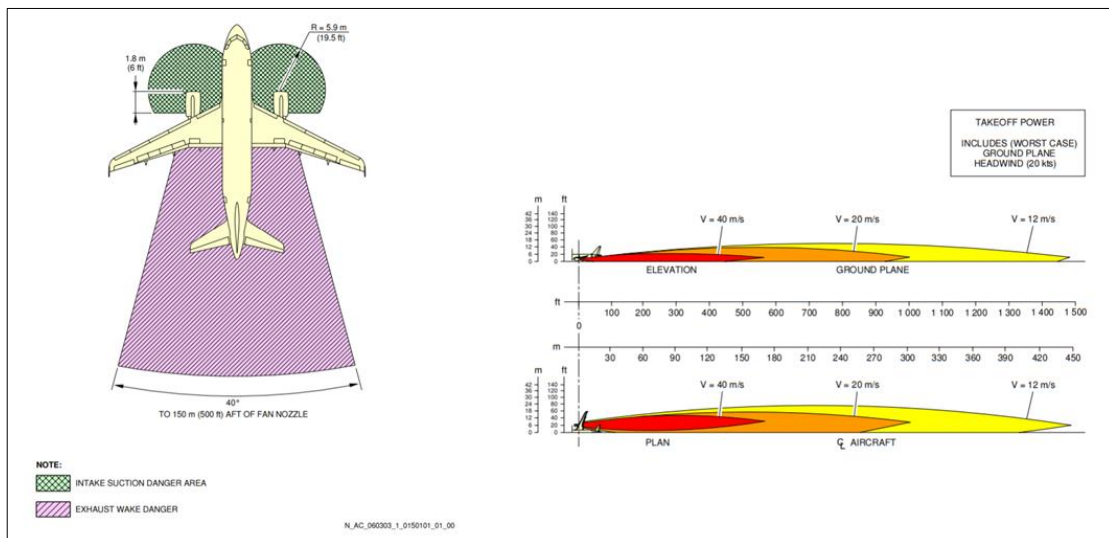 R = 5.9 m
(19.5 ft)
1.8 m
(6 ft)
40°
TO 150 m (500 ft) AFT OF FAN NOZZLE
NOTE:
INTAKE SUCTION DANGER AREA
EXHAUST WAKE DANGER
N_AC_060303_1_0150101_01_00
TAKEOFF POWER
INCLUDES (WORST CASE)
GROUND PLANE
HEADWIND (20 kts)
m ft
V = 40 m/s V = 20 m/s V = 12 m/s
42 140
36 120
30 100
24 80
18 60
12 40
6 20
0 0
ELEVATION GROUND PLANE
ft
0 100 200 300 400 500 600 700 800 900 1 000 1 100 1 200 1 300 1 400 1 500
m
30 60 90 120 150 180 210 240 270 300 330 360 390 420 450
m ft
V = 40 m/s V = 20 m/s V = 12 m/s
42 140
36 120
30 100
24 80
18 60
12 40
6 20
0 0
PLAN ℄ AIRCRAFT